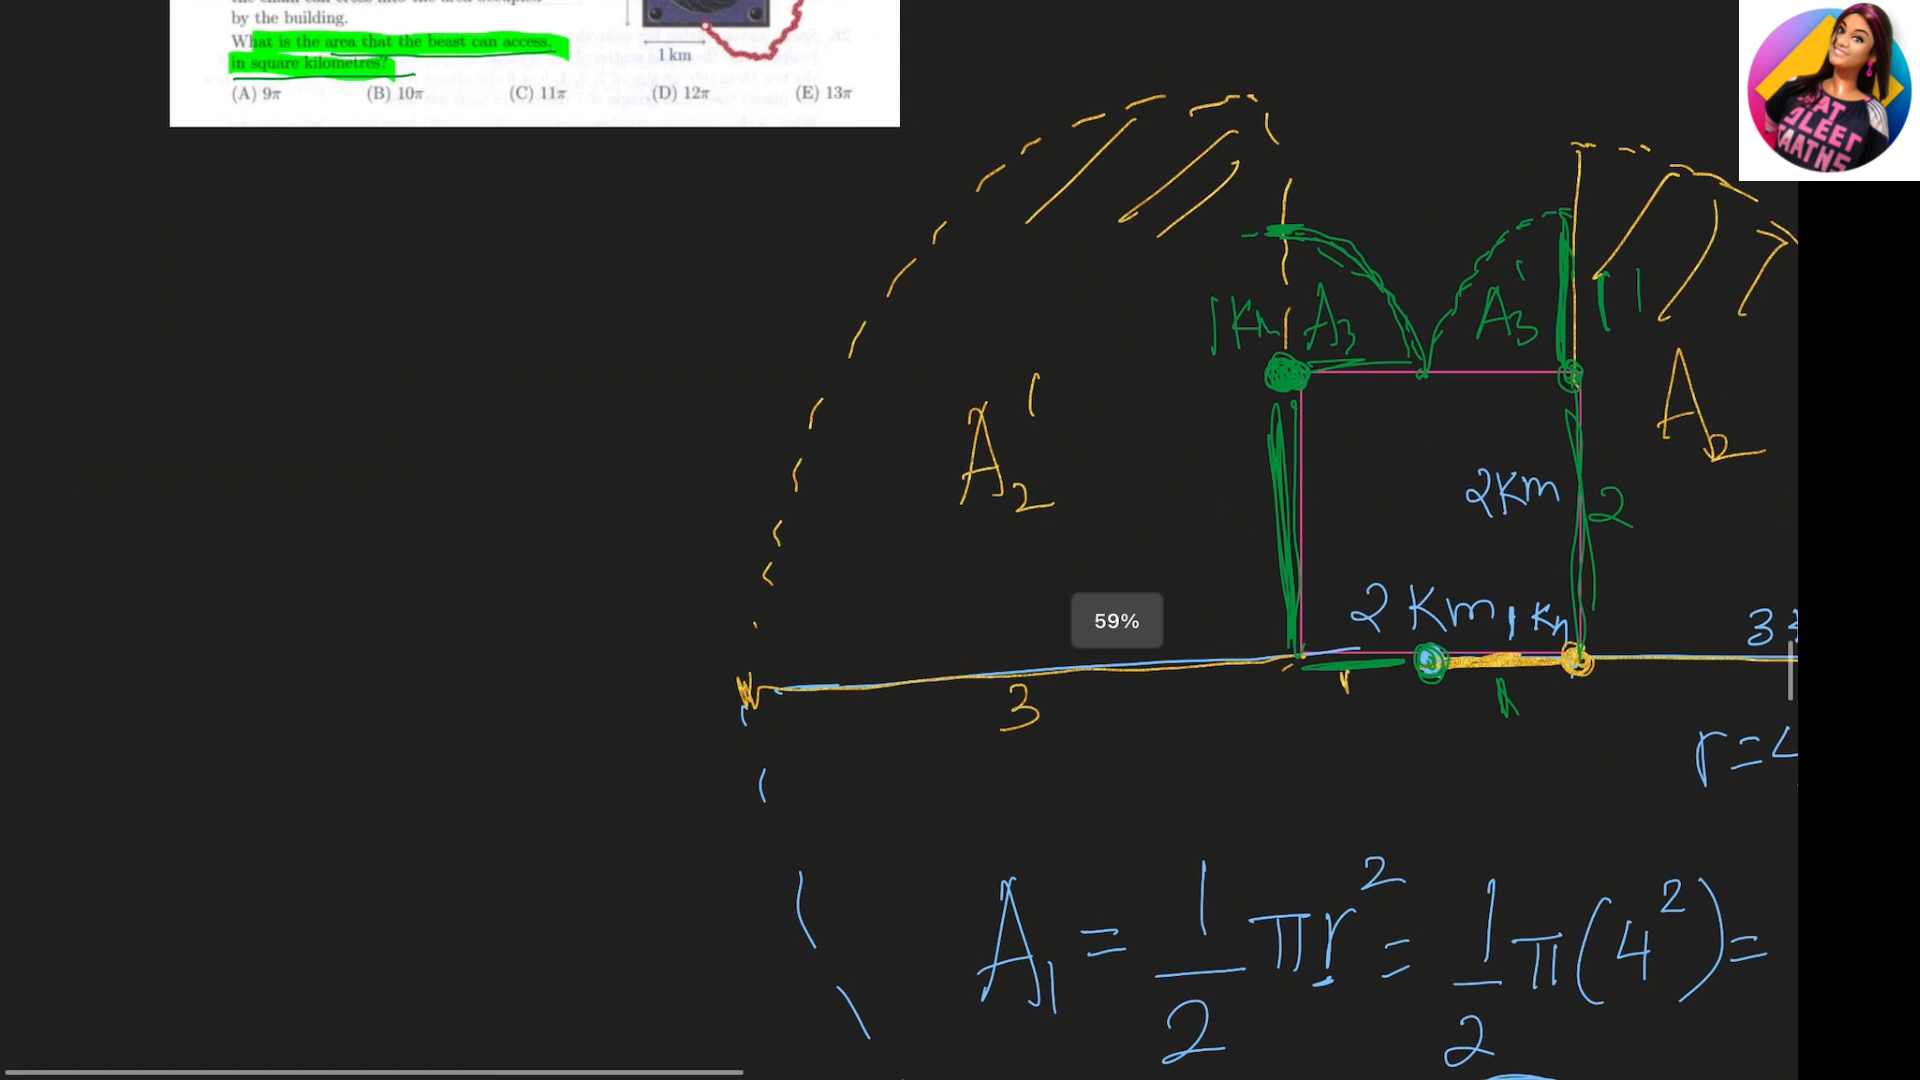 by the building.
What is the area that the beast can access,
in square kilometres?
(A) 9π (B) 10π (C) 11π (D) 12π (E) 13π
1 km
1Km A3 A3' 1
A2' A2
2Km 2
59%
2 Km 1 Km 3
3 r
r =
A1 = 1/2 πr² = 1/2 π(4²) =